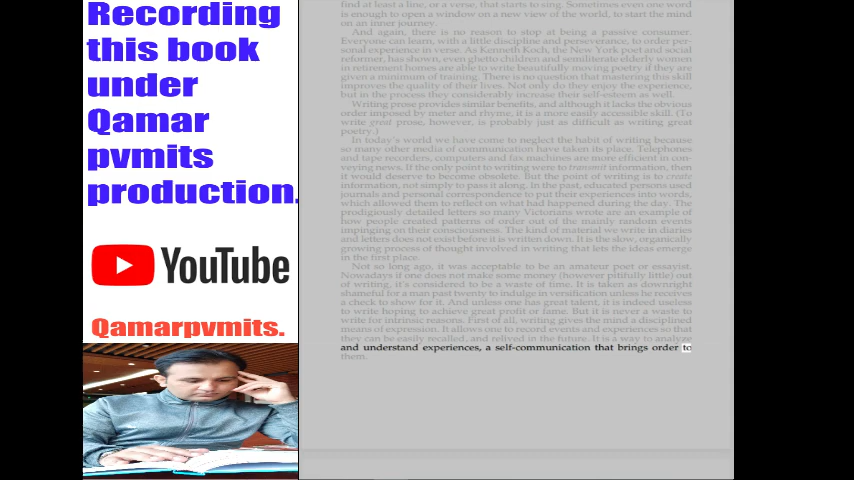 Recording
this book
under
Qamar
pvmits
production.
YouTube
Qamarpvmits.
find at least a line, or a verse, that starts to sing. Sometimes even one word
is enough to open a window on a new view of the world, to start the mind
on an inner journey.
And again, there is no reason to stop at being a passive consumer.
Everyone can learn, with a little discipline and perseverance, to order per-
sonal experience in verse. As Kenneth Koch, the New York poet and social
reformer, has shown, even ghetto children and semiliterate elderly women
in retirement homes are able to write beautifully moving poetry if they are
given a minimum of training. There is no question that mastering this skill
improves the quality of their lives. Not only do they enjoy the experience,
but in the process they considerably increase their self-esteem as well.
Writing prose provides similar benefits, and although it lacks the obvious
order imposed by meter and rhyme, it is a more easily accessible skill. (To
write great prose, however, is probably just as difficult as writing great
poetry.)
In today's world we have come to neglect the habit of writing because
so many other media of communication have taken its place. Telephones
and tape recorders, computers and fax machines are more efficient in con-
veying news. If the only point to writing were to transmit information, then
it would deserve to become obsolete. But the point of writing is to create
information, not simply to pass it along. In the past, educated persons used
journals and personal correspondence to put their experiences into words,
which allowed them to reflect on what had happened during the day. The
prodigiously detailed letters so many Victorians wrote are an example of
how people created patterns of order out of the mainly random events
impinging on their consciousness. The kind of material we write in diaries
and letters does not exist before it is written down. It is the slow, organically
growing process of thought involved in writing that lets the ideas emerge
in the first place.
Not so long ago, it was acceptable to be an amateur poet or essayist.
Nowadays if one does not make some money (however pitifully little) out
of writing, it's considered to be a waste of time. It is taken as downright
shameful for a man past twenty to indulge in versification unless he receives
a check to show for it. And unless one has great talent, it is indeed useless
to write hoping to achieve great profit or fame. But it is never a waste to
write for intrinsic reasons. First of all, writing gives the mind a disciplined
means of expression. It allows one to record events and experiences so that
they can be easily recalled, and relived in the future. It is a way to analyze
and understand experiences, a self-communication that brings order to
them.